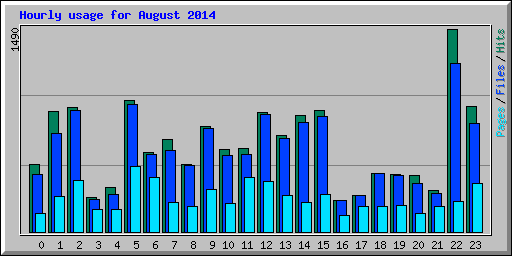 Hourly usage for August 2014
1490
Pages/Files/Hits
0 1 2 3 4 5 6 7 8 9 10 11 12 13 14 15 16 17 18 19 20 21 22 23